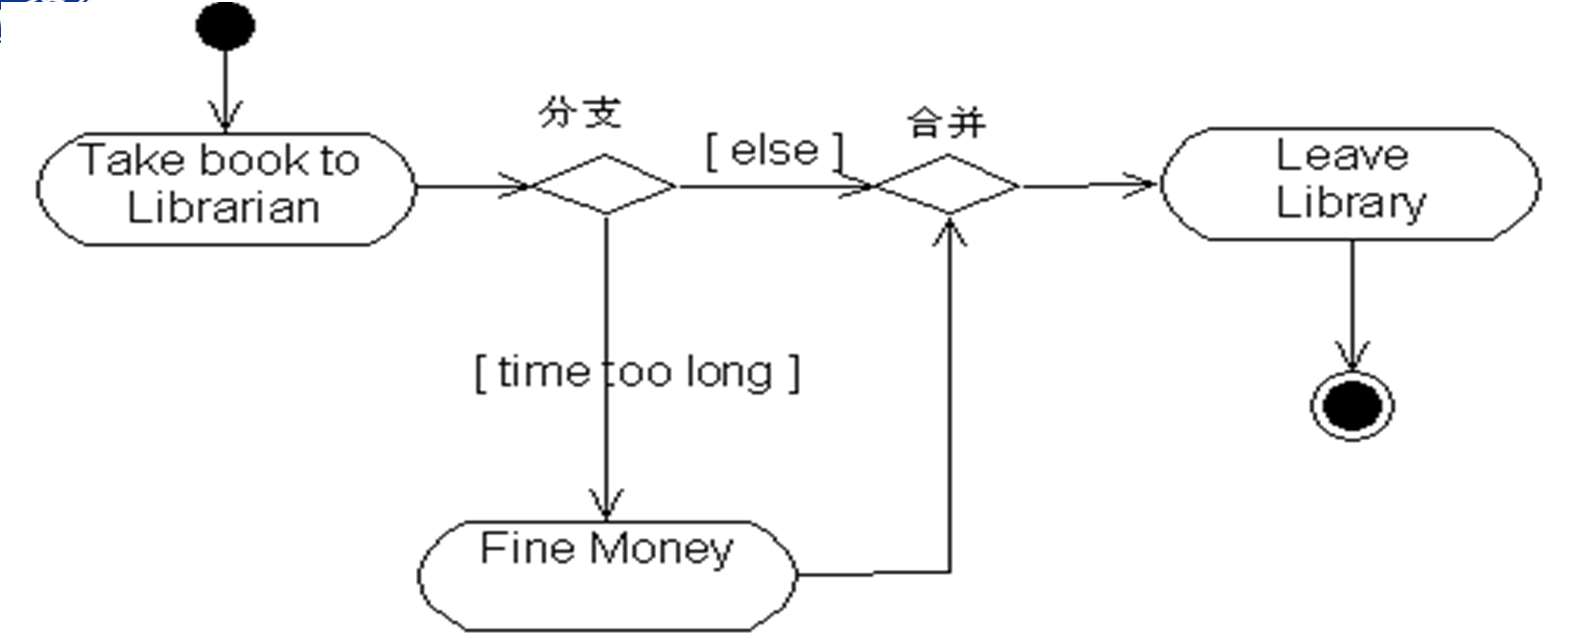 分支
合并
[ else ]
Take book to
Librarian
Leave
Library
[ time too long ]
Fine Money